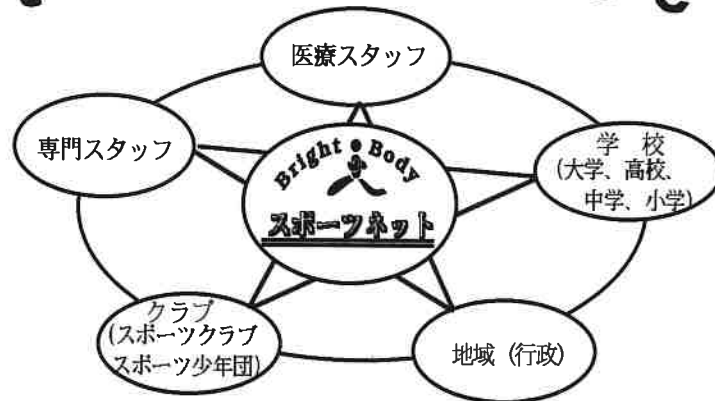 医療スタッフ
専門スタッフ
Bright Body
スポーツネット
学 校
(大学、高校、
中学、小学)
クラブ
(スポーツクラブ
スポーツ少年団)
地域 (行政)